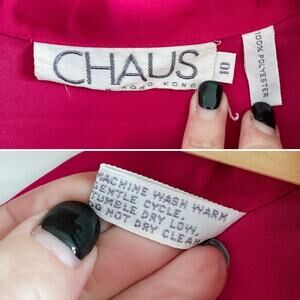 CHAUS
HONG KONG
10
100% POLYESTER
MACHINE WASH WARM
GENTLE CYCLE,
TUMBLE DRY LOW,
DO NOT DRY CLEAN